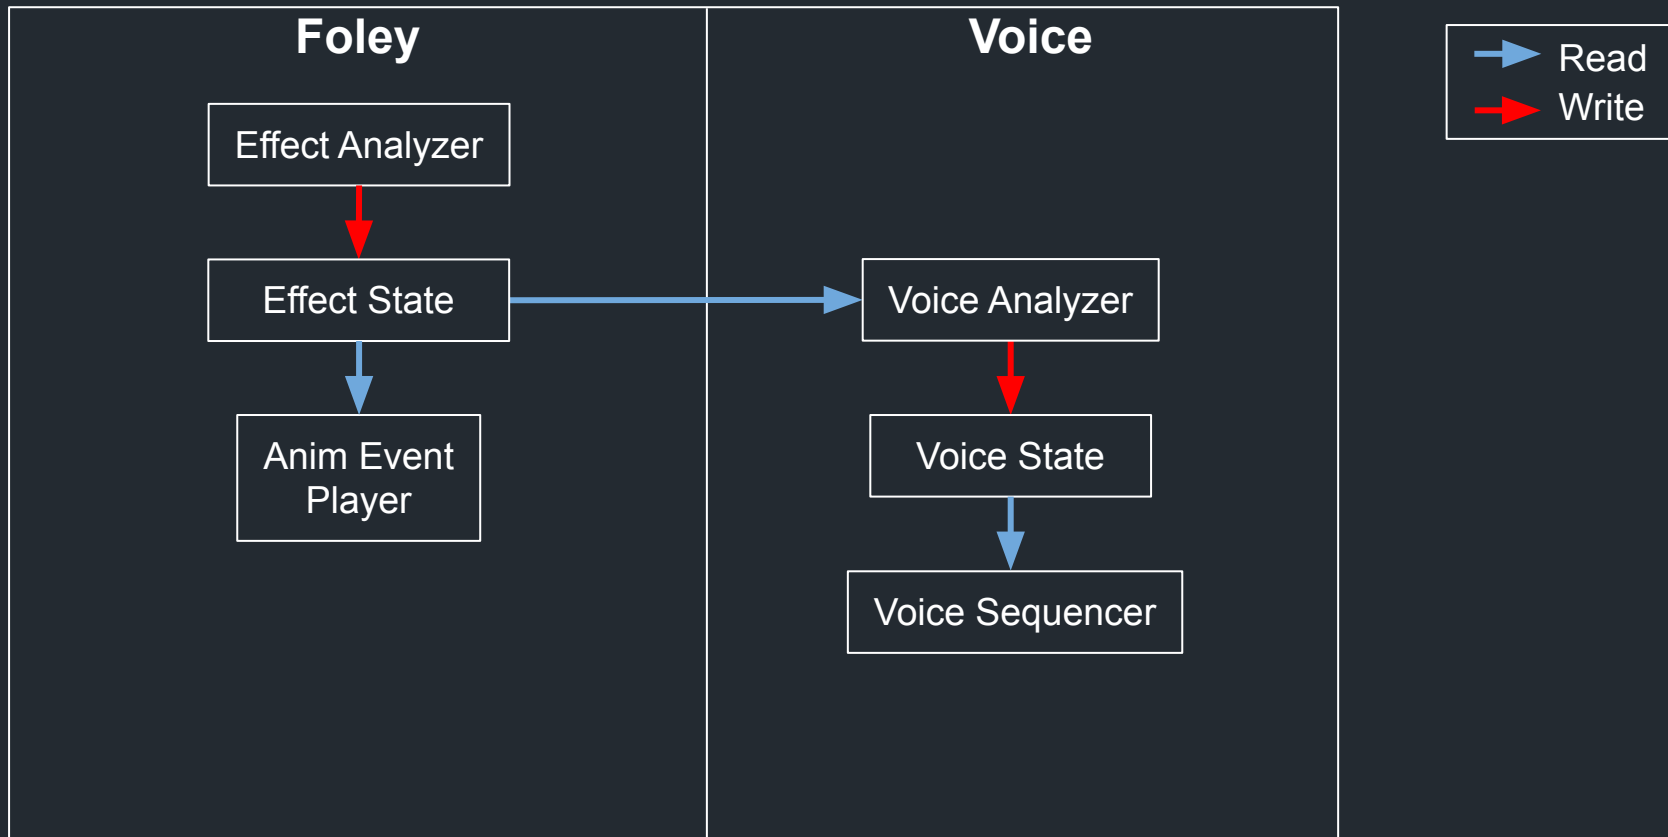 Foley
Voice
Read
Write
Effect Analyzer
Effect State
Voice Analyzer
Anim Event
Player
Voice State
Voice Sequencer